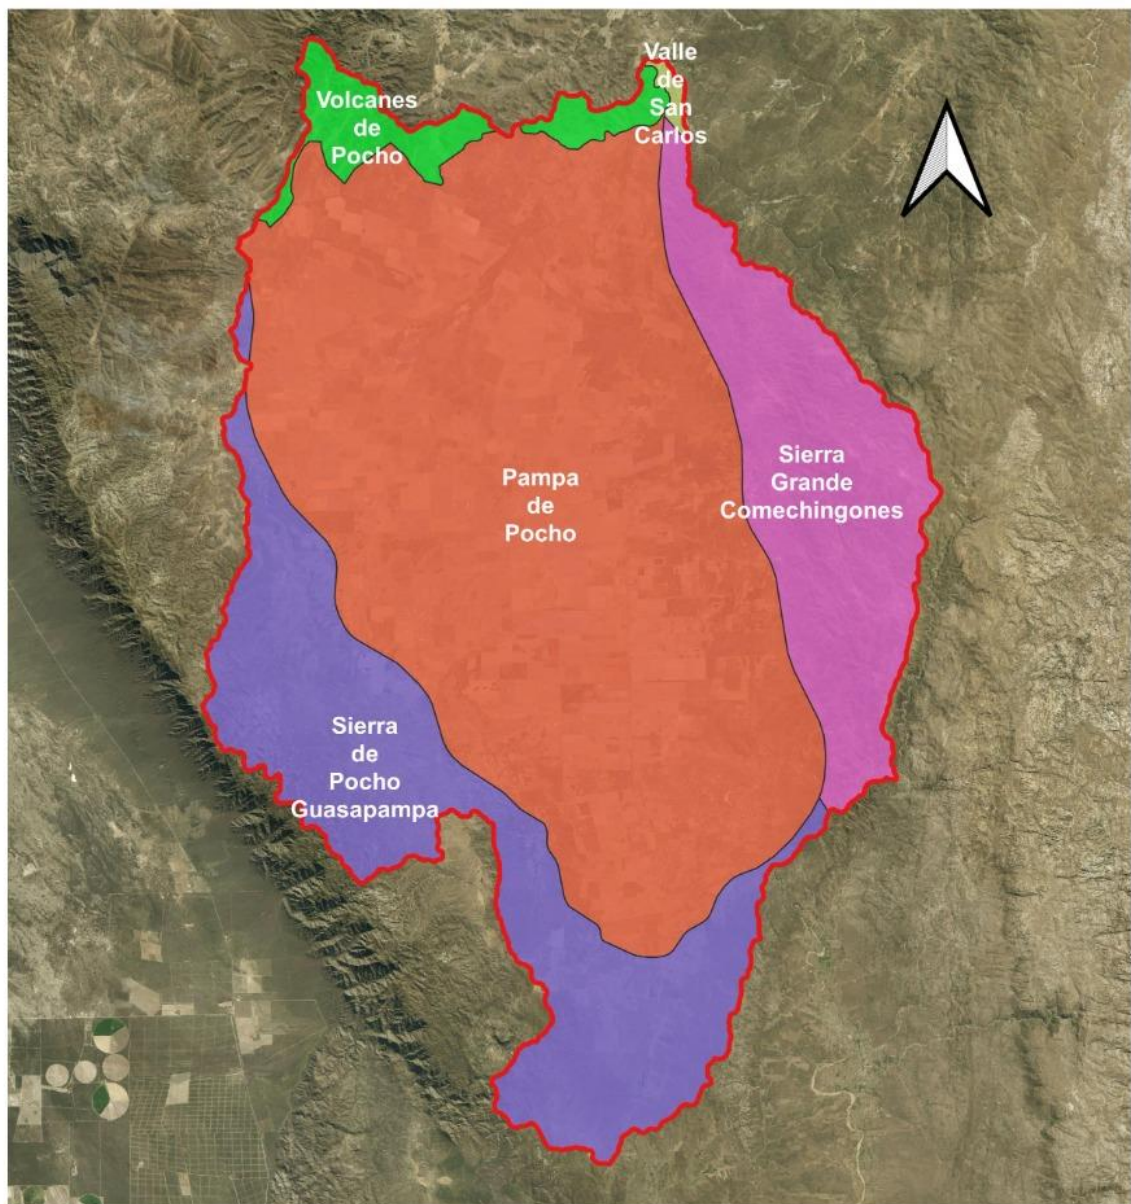 Volcanes
de
Pocho
Valle
de
San
Carlos
Pampa
de
Pocho
Sierra
Grande
Comechingones
Sierra
de
Pocho
Guasapampa